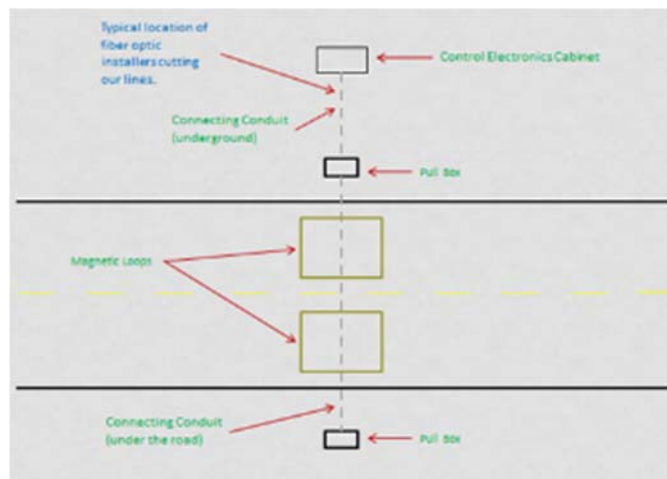 Typical location of
fiber optic
installers cutting
our lines.
Control Electronics Cabinet
Connecting Conduit
(underground)
Pull Box
Magnetic Loops
Connecting Conduit
(under the road)
Pull Box